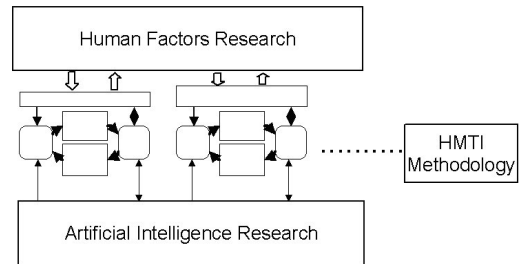 Human Factors Research
HMTI
Methodology
Artificial Intelligence Research